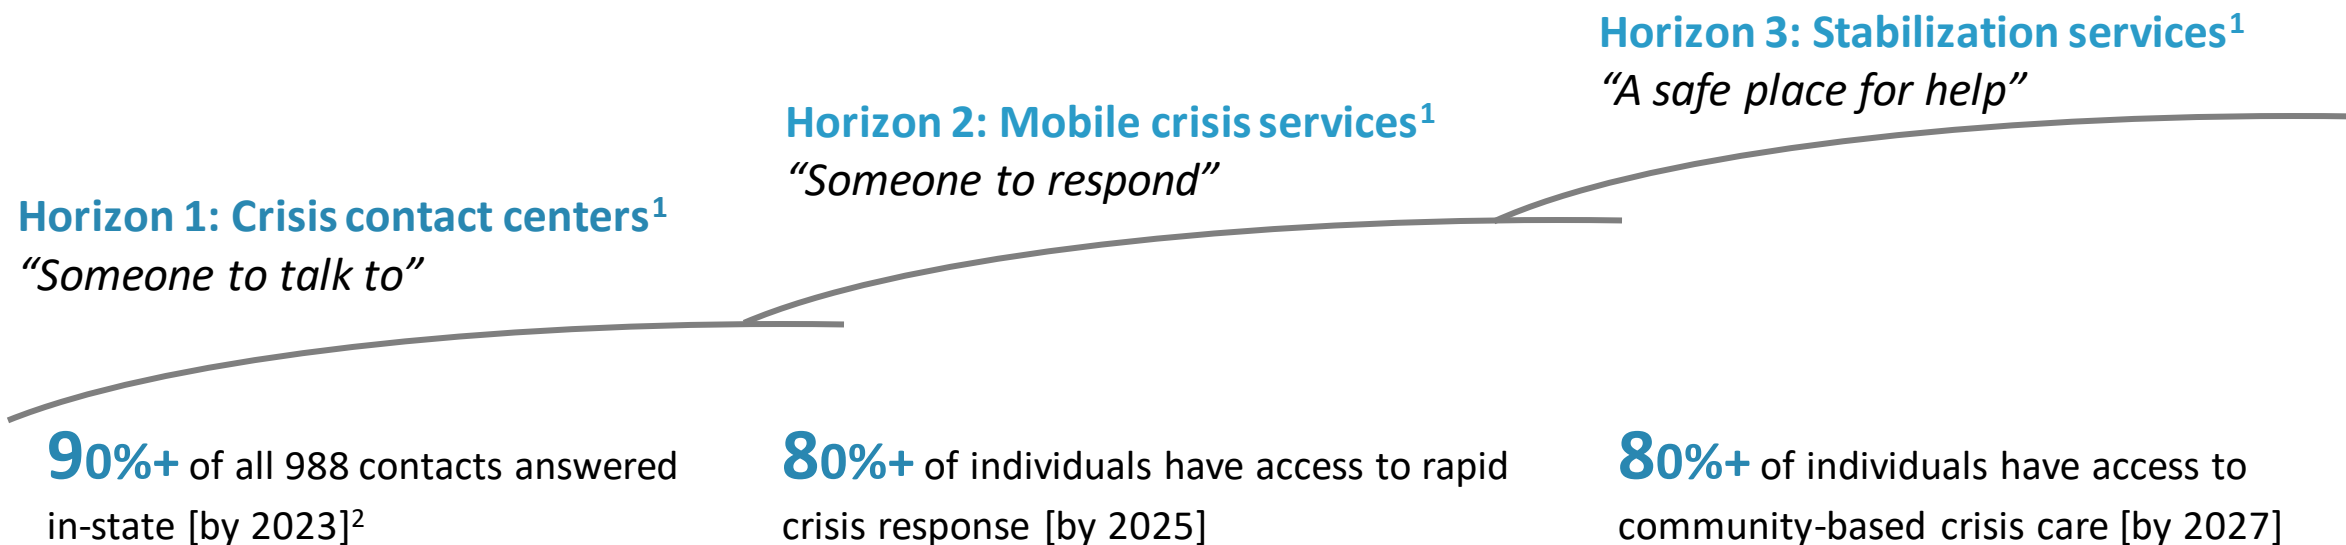 Horizon 1: Crisis contact centers¹
“Someone to talk to”
90%+ of all 988 contacts answered
in-state [by 2023]²
Horizon 2: Mobile crisis services¹
“Someone to respond”
80%+ of individuals have access to rapid
crisis response [by 2025]
Horizon 3: Stabilization services¹
“A safe place for help”
80%+ of individuals have access to
community-based crisis care [by 2027]